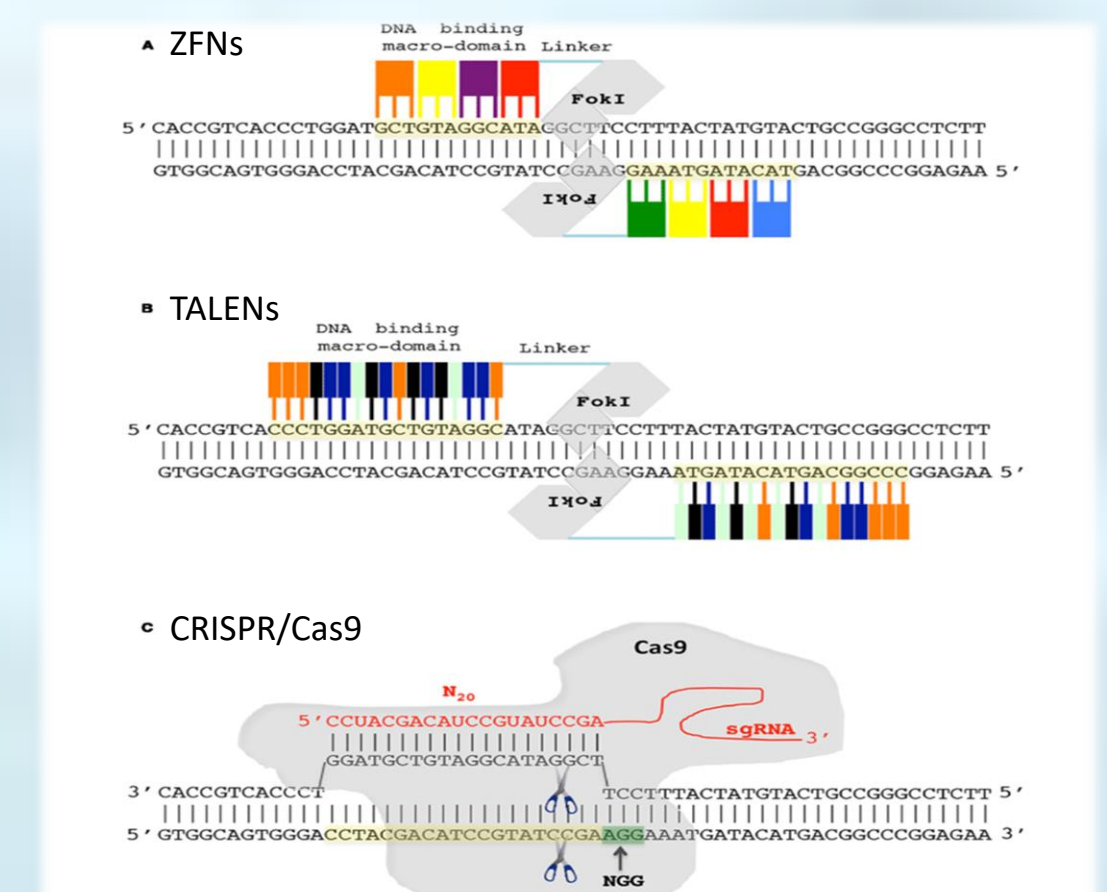 A ZFNs
DNA binding
macro-domain Linker
FokI
5'CACCGTCACCCTGGATGCTGTAGGCATAGGCTTCCTTTACTATGTACTGCCGGGCCTCTT
GTGGCAGTGGGACCTACGACATCCGTATCCGAAGGAAATGATACATGACGGCCCGGAGAA 5'
FokI
B TALENs
DNA binding
macro-domain Linker
FokI
5'CACCGTCACCCTGGATGCTGTAGGCATAGGCTTCCTTTACTATGTACTGCCGGGCCTCTT
GTGGCAGTGGGACCTACGACATCCGTATCCGAAGGAAATGATACATGACGGCCCGGAGAA 5'
FokI
C CRISPR/Cas9
Cas9
N20
5'CCUACGACAUCCGUAUCCGA
sgRNA 3'
GGATGCTGTAGGCATAGGCT
3'CACCGTCACCCT TCCTTTACTATGTACTGCCGGGCCTCTT 5'
5'GTGGCAGTGGGACCTACGACATCCGTATCCGAAGGAAATGATACATGACGGCCCGGAGAA 3'
NGG